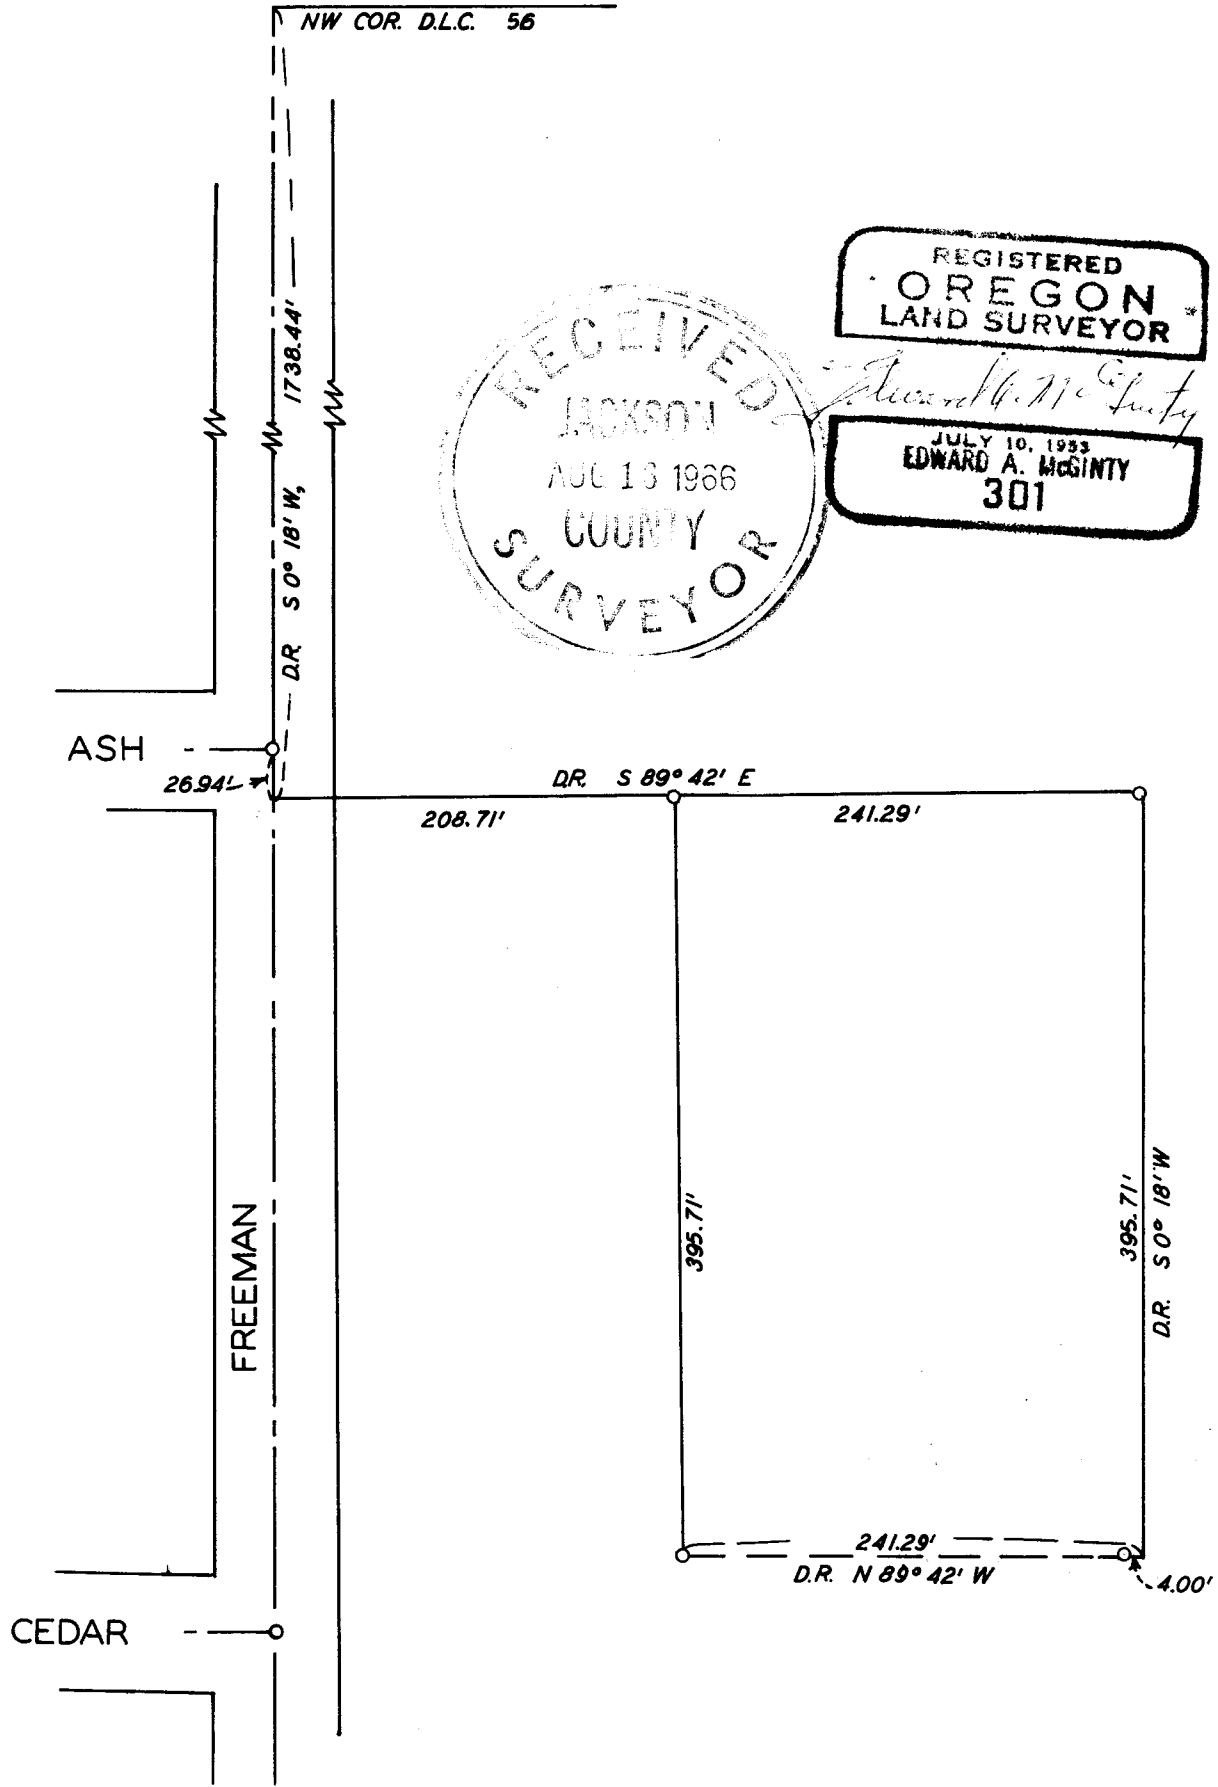 NW COR. D.L.C. 56
D.R. S 0° 18' W, 1738.44'
REGISTERED
OREGON
LAND SURVEYOR
JULY 10, 1953
EDWARD A. McGINTY
301
RECEIVED
JACKSON
AUG 1966
COUNTY
SURVEYOR
ASH
26.94'
D.R. S 89° 42' E
208.71'
241.29'
FREEMAN
395.71'
395.71'
D.R. S 0° 18' W
241.29'
D.R. N 89° 42' W
4.00'
CEDAR